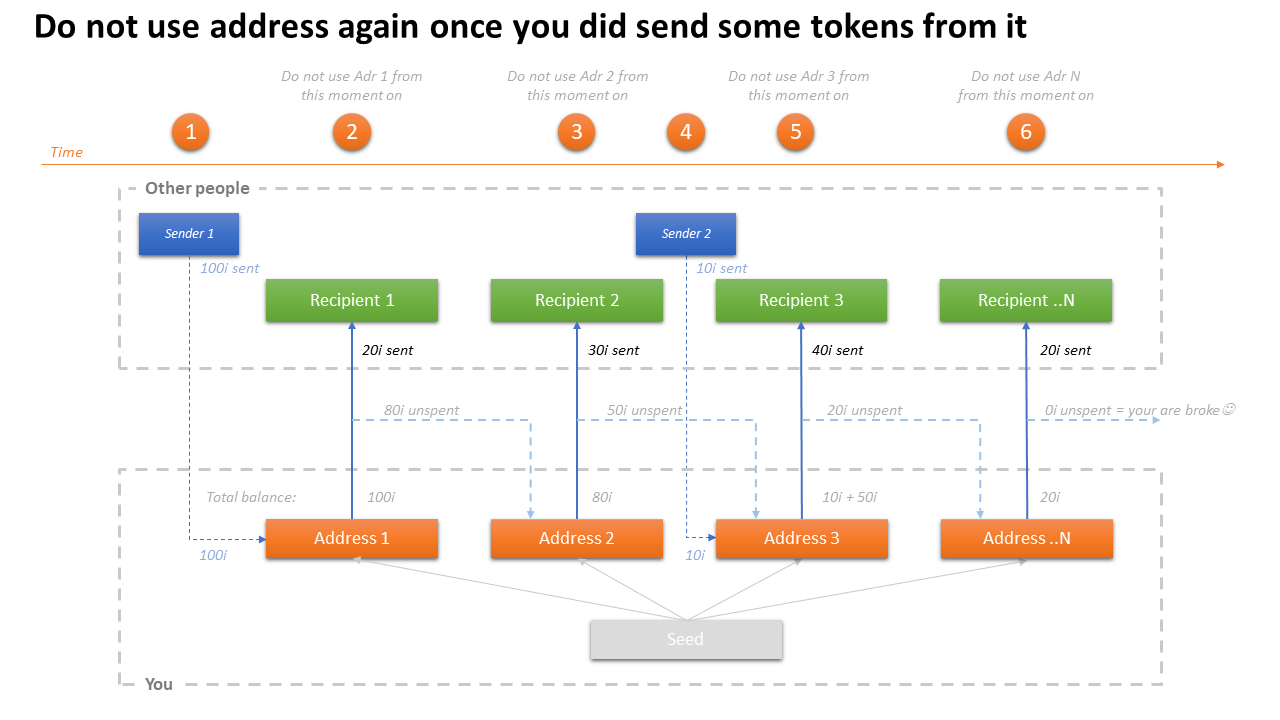 Do not use address again once you did send some tokens from it
Do not use Adr 1 from
this moment on
Do not use Adr 2 from
this moment on
Do not use Adr 3 from
this moment on
Do not use Adr N
from this moment on
1
2
3
4
5
6
Time
Other people
Sender 1
Sender 2
100i sent
10i sent
Recipient 1
Recipient 2
Recipient 3
Recipient ..N
20i sent
30i sent
40i sent
20i sent
80i unspent
50i unspent
20i unspent
0i unspent = your are broke☺
Total balance:
100i
80i
10i + 50i
20i
Address 1
Address 2
Address 3
Address ..N
100i
10i
Seed
You